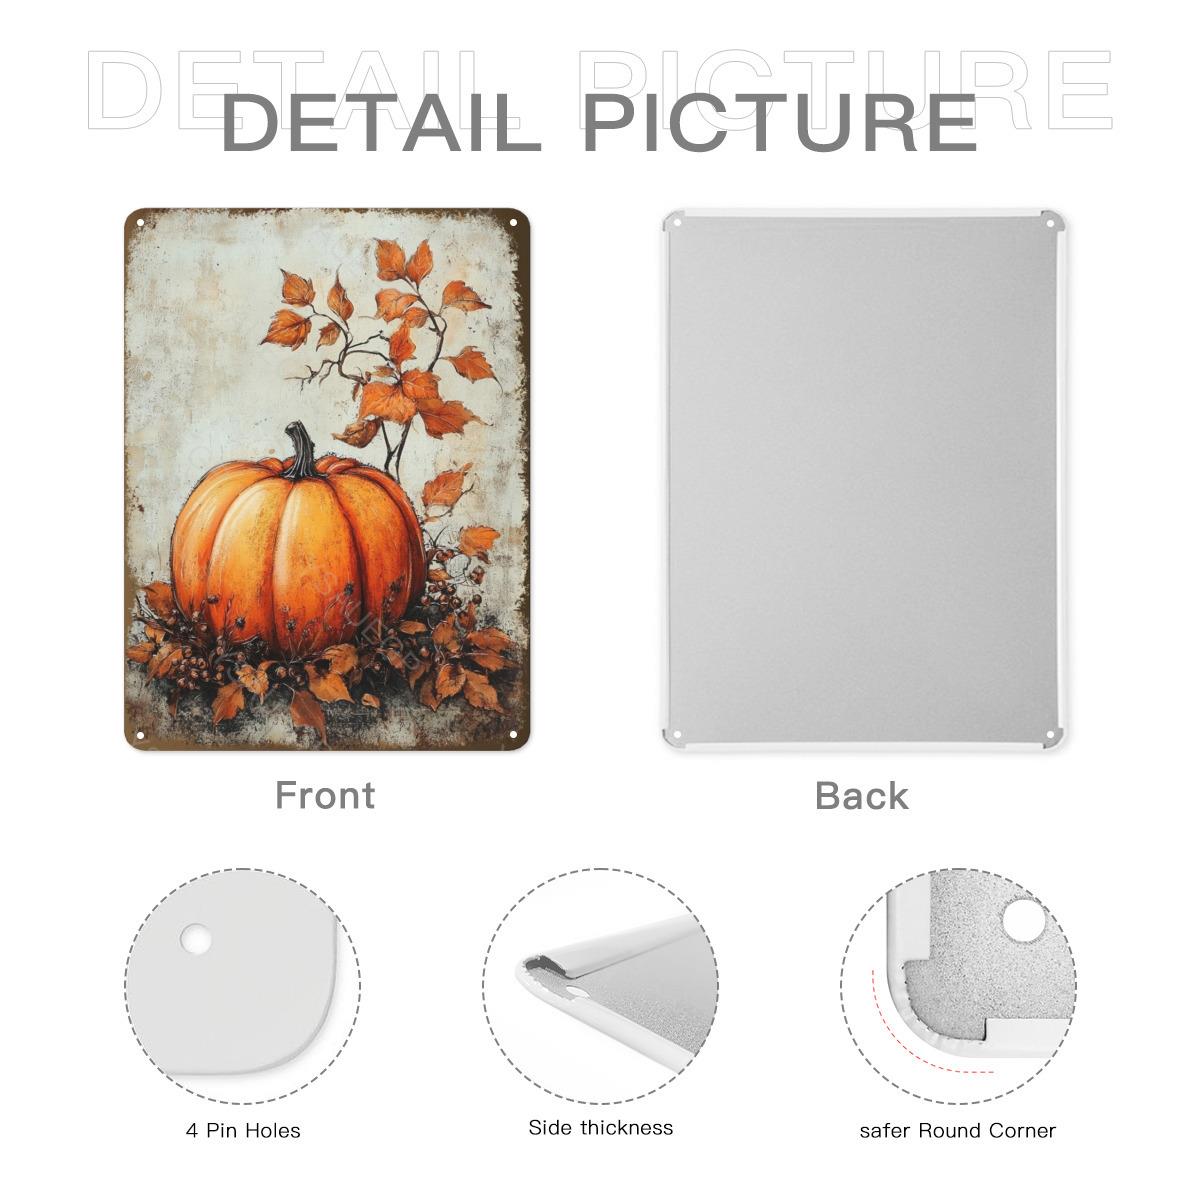 DETAIL PICTURE
DETAIL PICTURE
Front
Back
4 Pin Holes
Side thickness
safer Round Corner